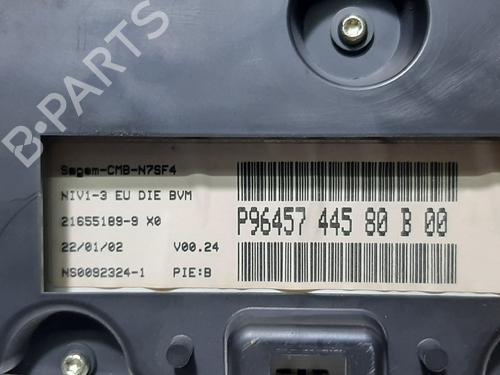 B-PARTS
Sagem-CMB-N7SF4
NIV1-3 EU DIE BVM
21655189-9 X0
22/01/02 V00.24
NS0092324-1 PIE:B
P96457 445 80 B 00